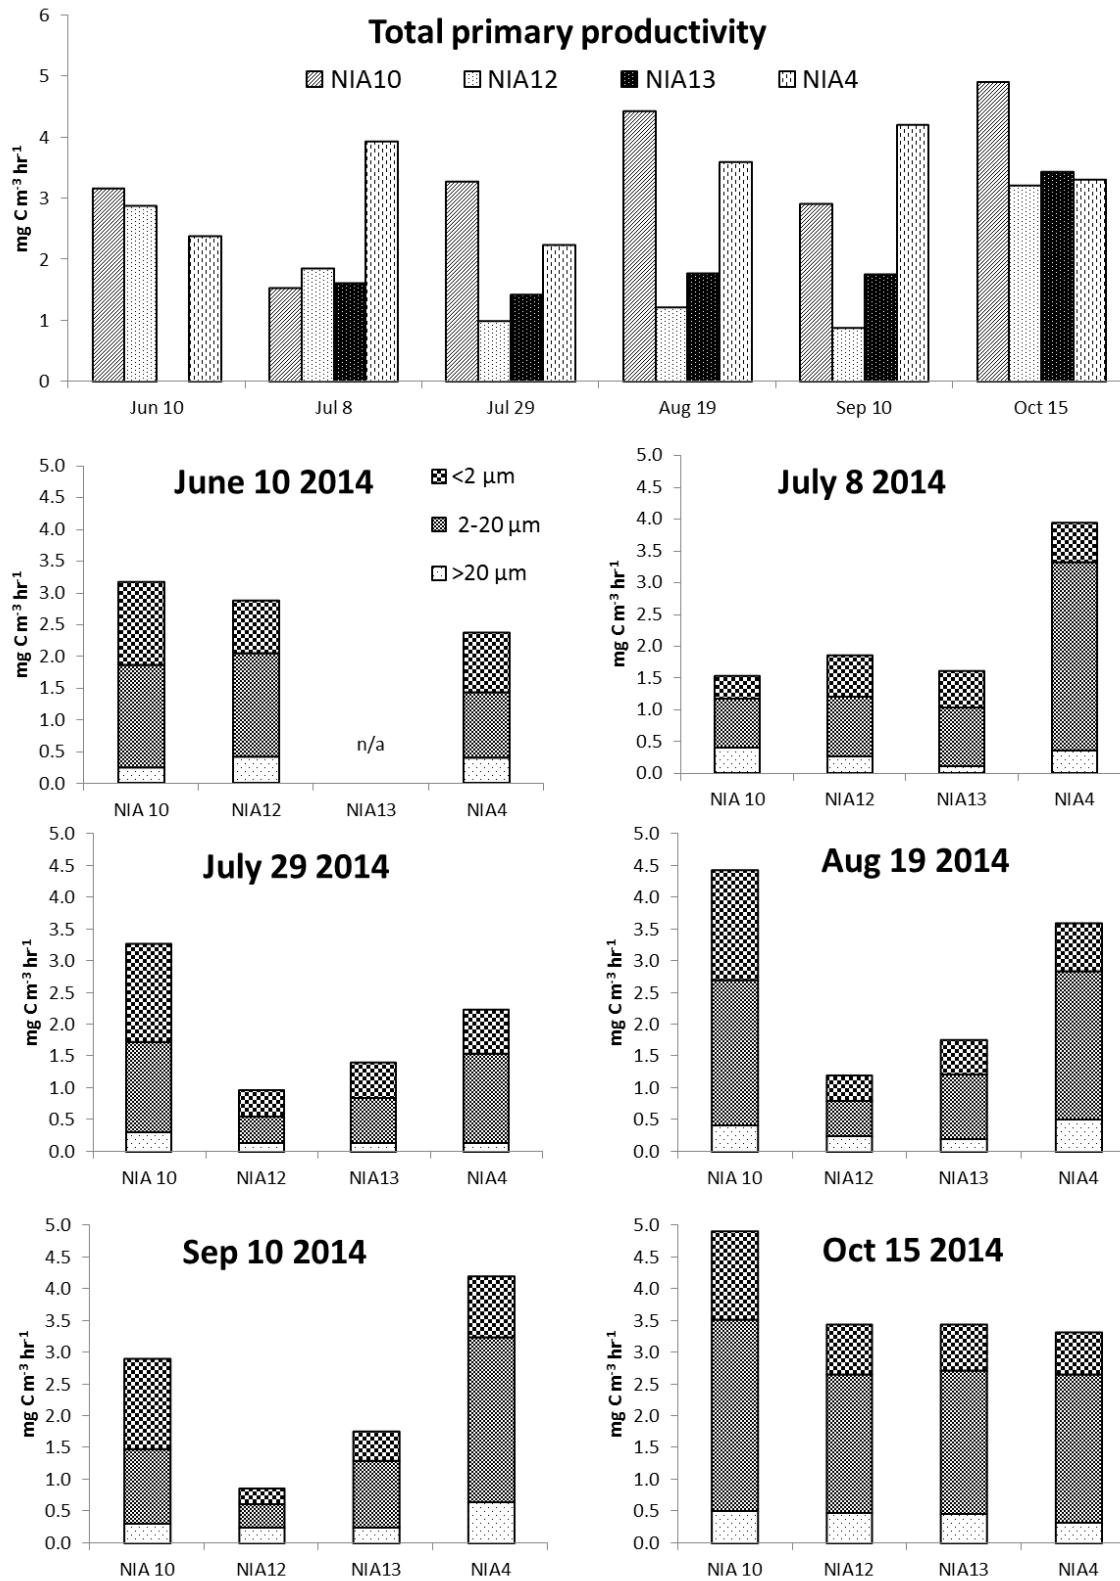 Total primary productivity
NIA10 NIA12 NIA13 NIA4
mg C m-3 hr-1
6
5
4
3
2
1
0
Jun 10 Jul 8 Jul 29 Aug 19 Sep 10 Oct 15
June 10 2014
<2 µm
2-20 µm
>20 µm
mg C m-3 hr-1
5.0
4.5
4.0
3.5
3.0
2.5
2.0
1.5
1.0
0.5
0.0
n/a
NIA 10 NIA12 NIA13 NIA4
July 8 2014
mg C m-3 hr-1
5.0
4.5
4.0
3.5
3.0
2.5
2.0
1.5
1.0
0.5
0.0
NIA 10 NIA12 NIA13 NIA4
July 29 2014
mg C m-3 hr-1
5.0
4.5
4.0
3.5
3.0
2.5
2.0
1.5
1.0
0.5
0.0
NIA 10 NIA12 NIA13 NIA4
Aug 19 2014
mg C m-3 hr-1
5.0
4.5
4.0
3.5
3.0
2.5
2.0
1.5
1.0
0.5
0.0
NIA 10 NIA12 NIA13 NIA4
Sep 10 2014
mg C m-3 hr-1
5.0
4.5
4.0
3.5
3.0
2.5
2.0
1.5
1.0
0.5
0.0
NIA 10 NIA12 NIA13 NIA4
Oct 15 2014
mg C m-3 hr-1
5.0
4.5
4.0
3.5
3.0
2.5
2.0
1.5
1.0
0.5
0.0
NIA 10 NIA12 NIA13 NIA4